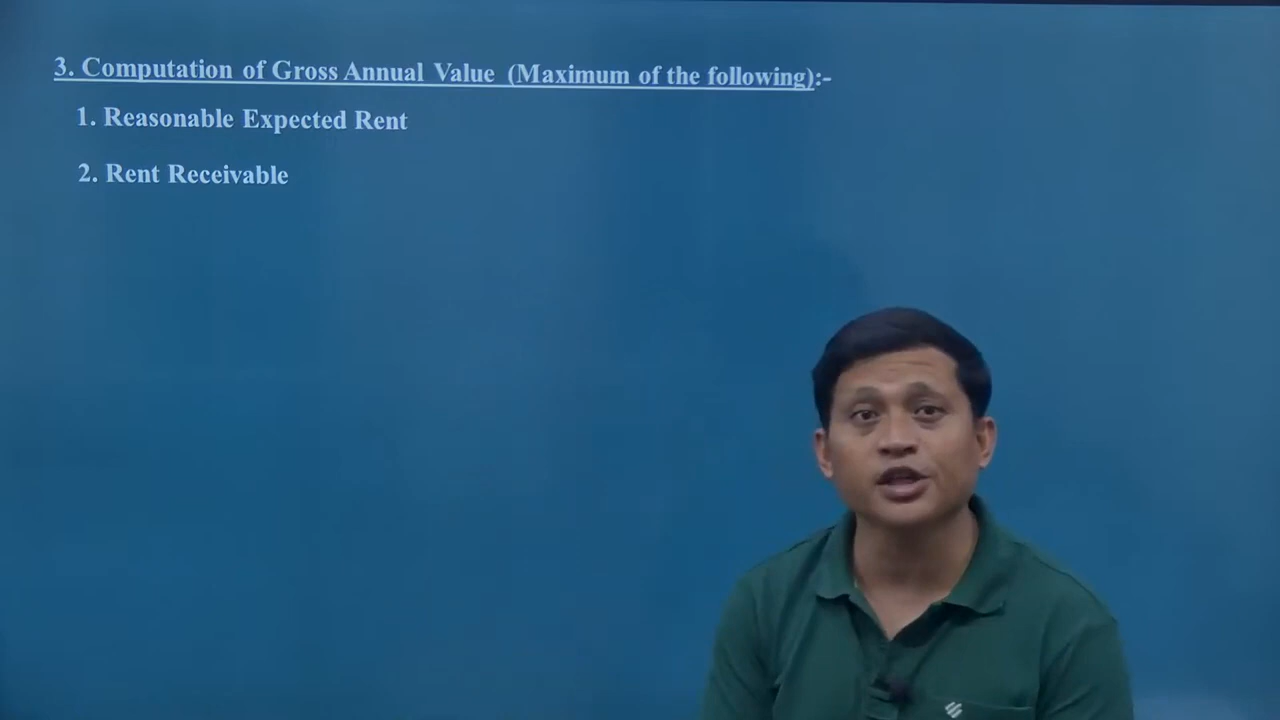 3. Computation of Gross Annual Value (Maximum of the following):-
1. Reasonable Expected Rent
2. Rent Receivable